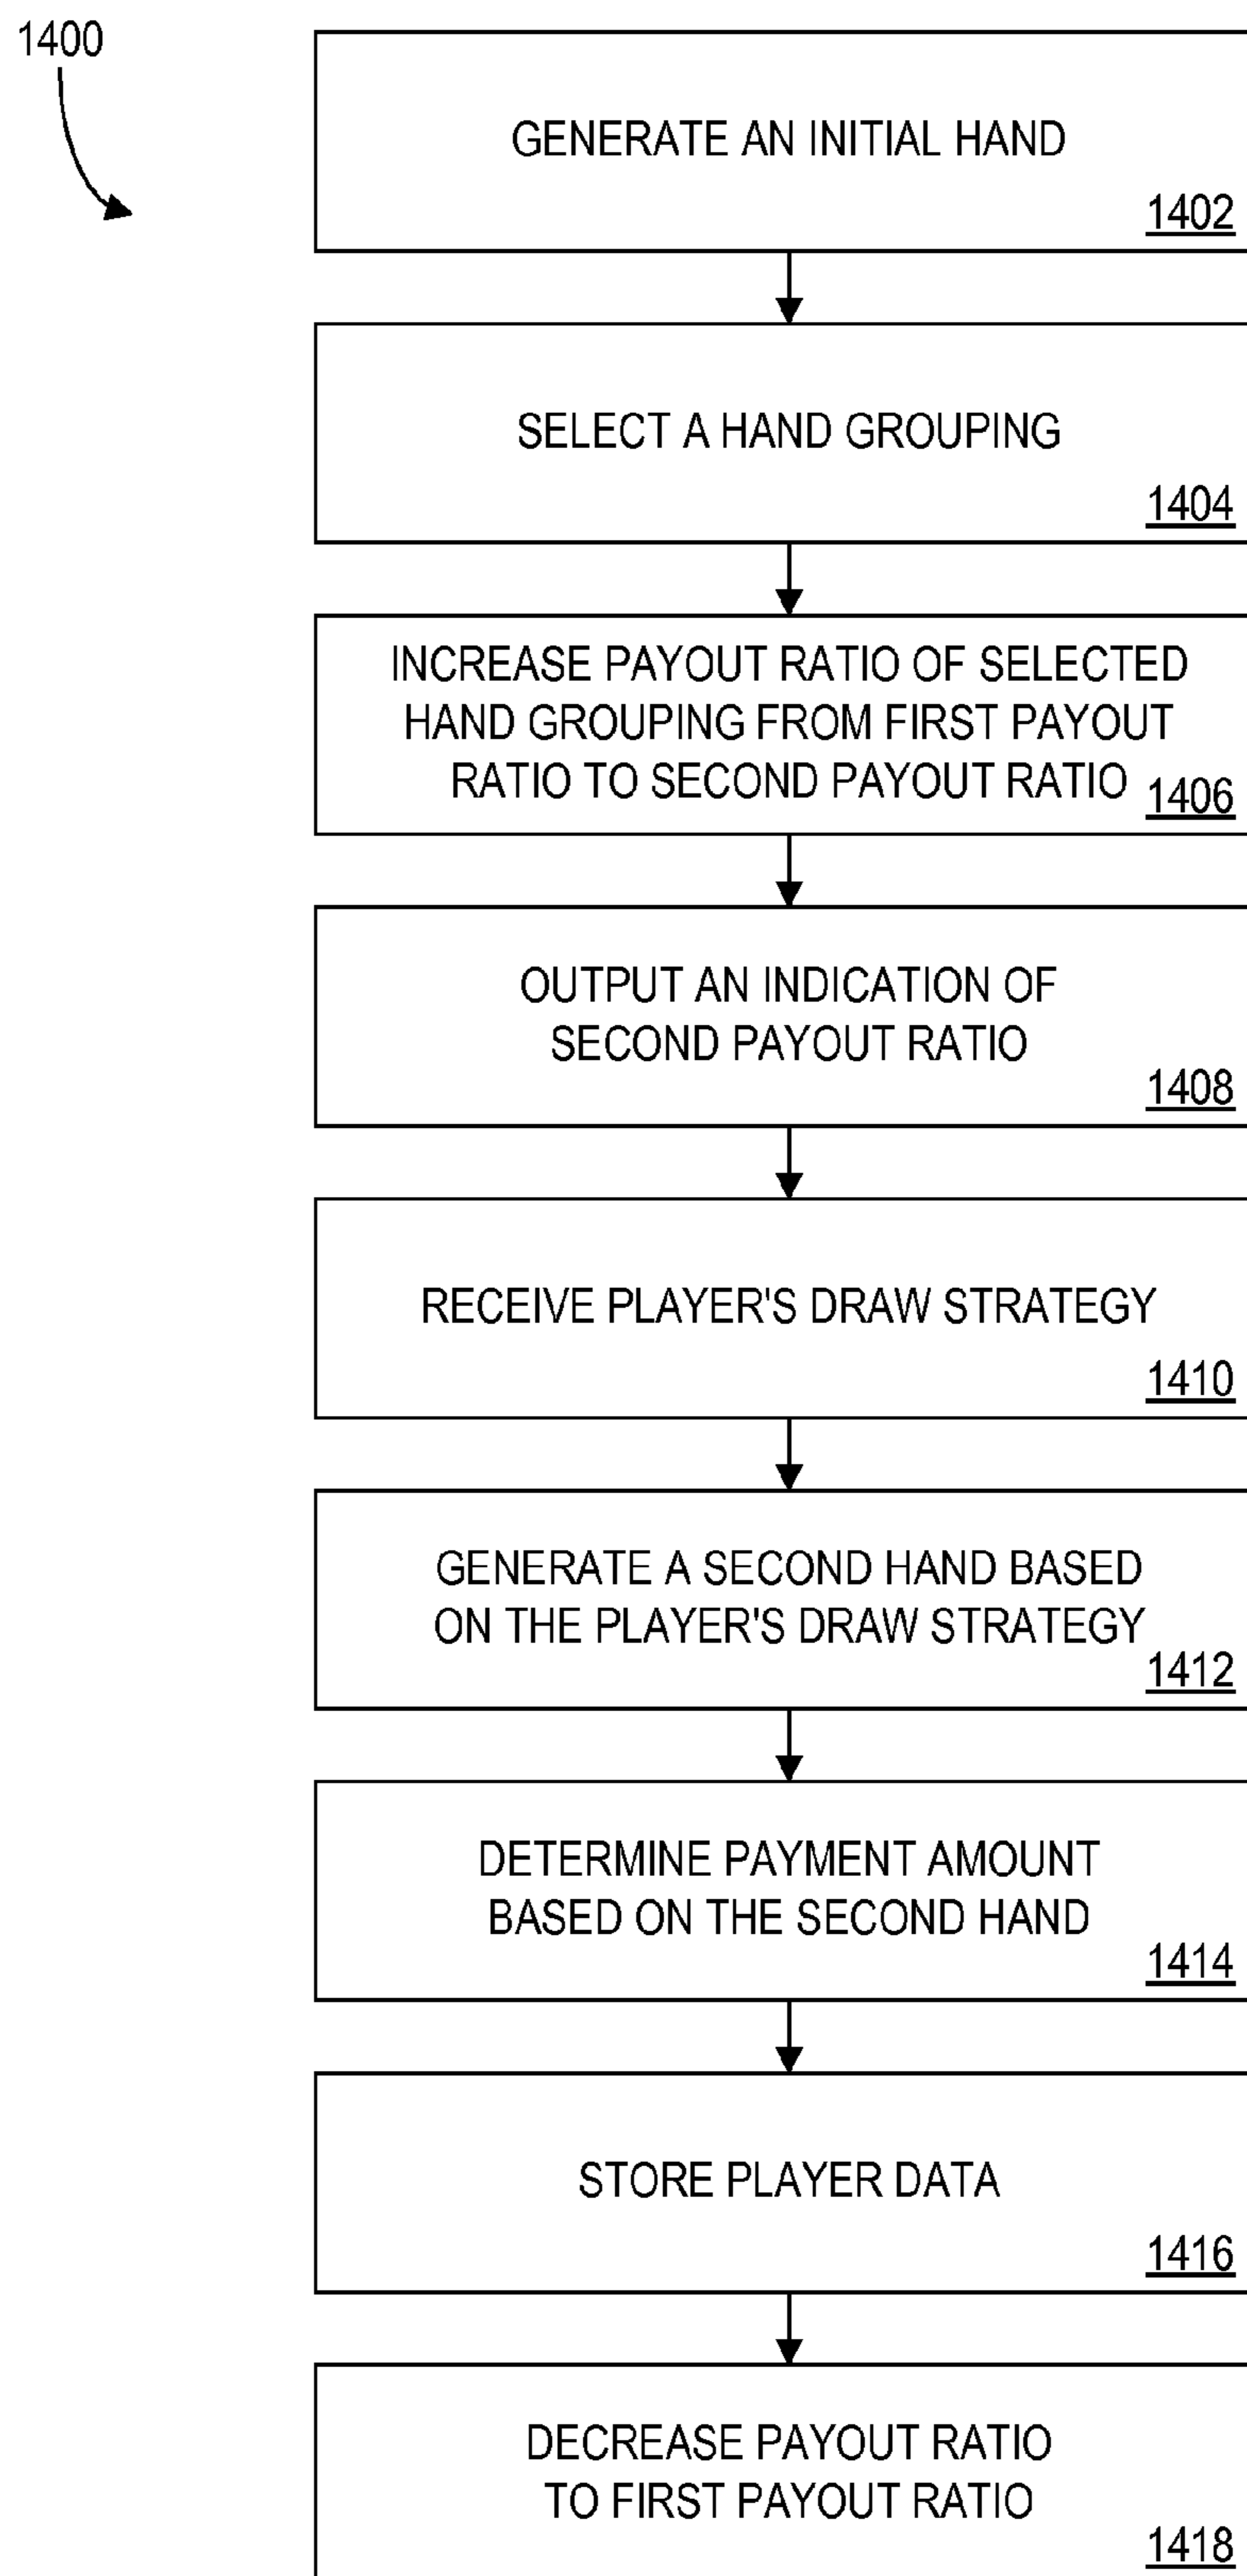 1400
GENERATE AN INITIAL HAND
1402
SELECT A HAND GROUPING
1404
INCREASE PAYOUT RATIO OF SELECTED
HAND GROUPING FROM FIRST PAYOUT
RATIO TO SECOND PAYOUT RATIO
1406
OUTPUT AN INDICATION OF
SECOND PAYOUT RATIO
1408
RECEIVE PLAYER'S DRAW STRATEGY
1410
GENERATE A SECOND HAND BASED
ON THE PLAYER'S DRAW STRATEGY
1412
DETERMINE PAYMENT AMOUNT
BASED ON THE SECOND HAND
1414
STORE PLAYER DATA
1416
DECREASE PAYOUT RATIO
TO FIRST PAYOUT RATIO
1418